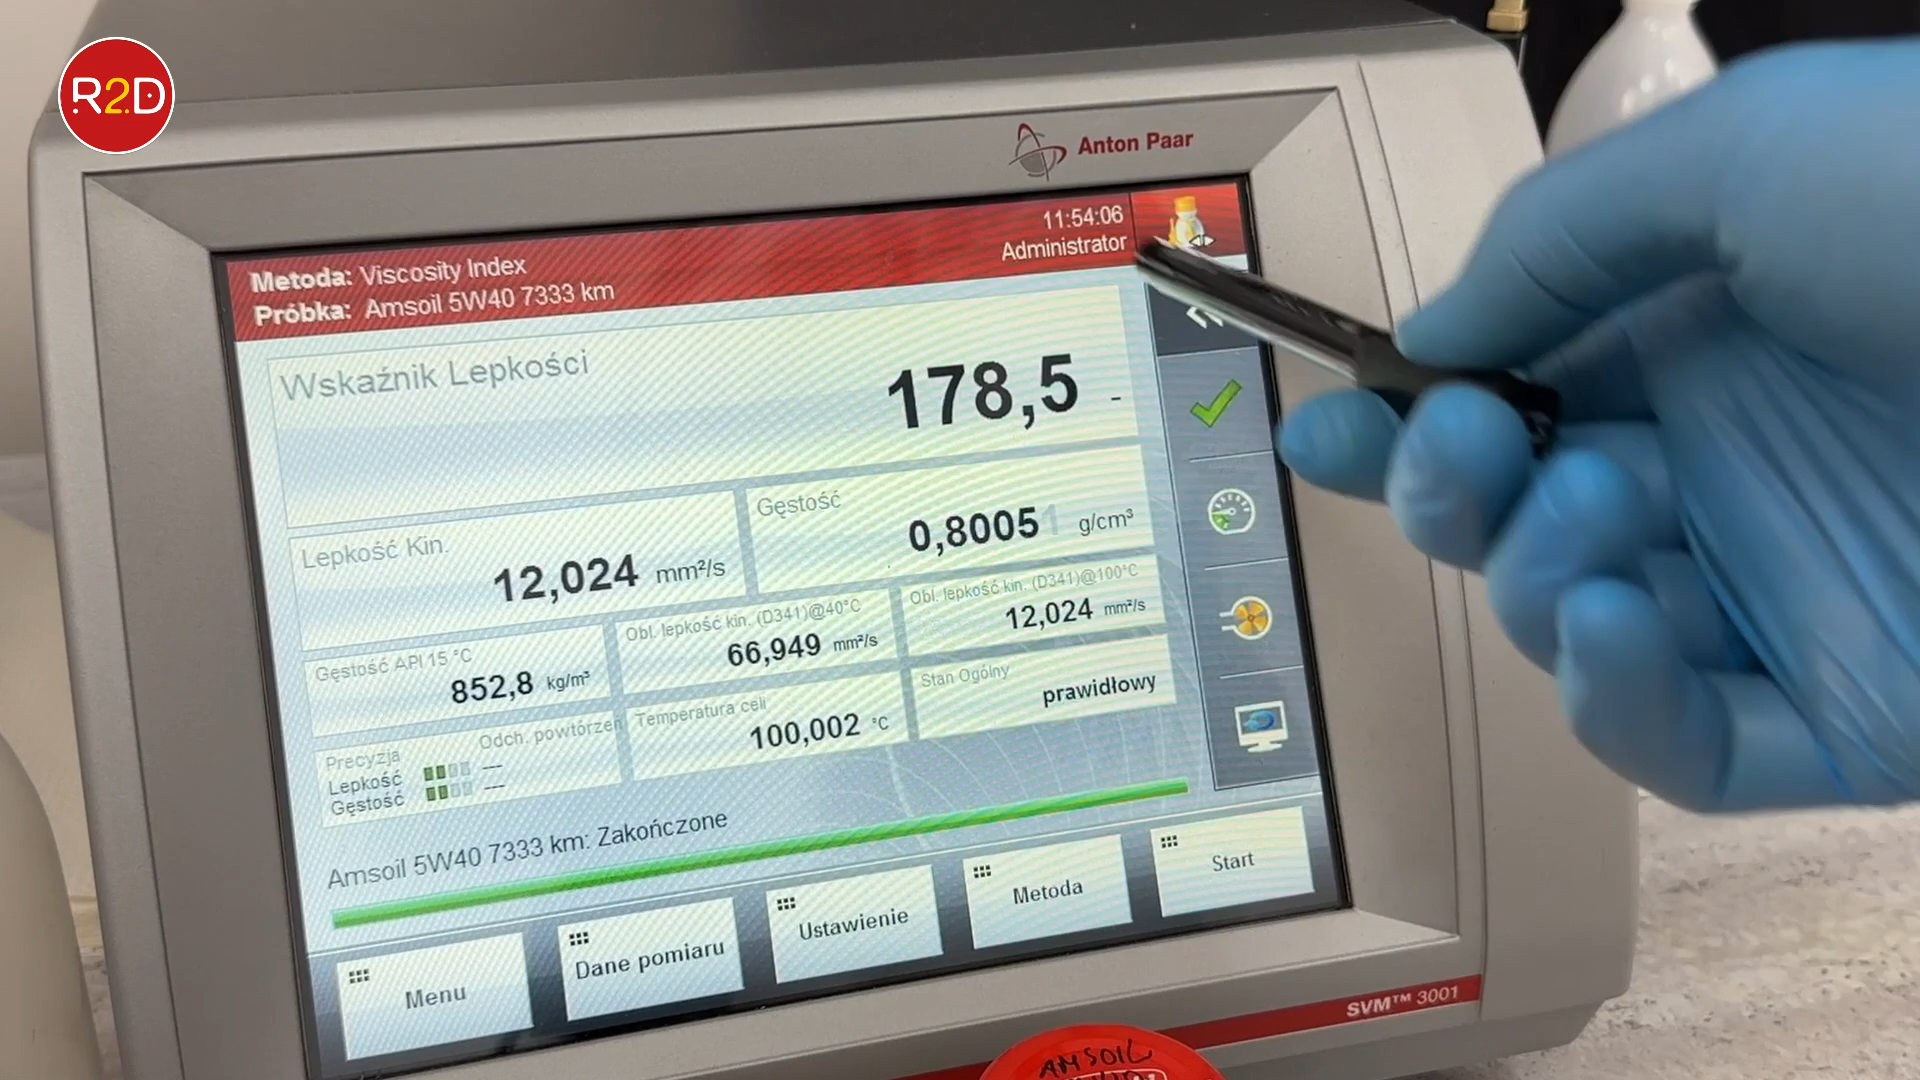 R2D
Anton Paar
11:54:06
Administrator
Metoda: Viscosity Index
Próbka: Amsoil 5W40 7333 km
Wskaźnik Lepkości
178,5 -
Lepkość Kin.
12,024 mm²/s
Gęstość
0,80051 g/cm³
Gęstość API 15 °C
852,8 kg/m³
Obl. lepkość kin. (D341)@40°C
66,949 mm²/s
Obl. lepkość kin. (D341)@100°C
12,024 mm²/s
Precyzja
Odch. powtórzeń
Lepkość ---
Gęstość ---
Temperatura celi
100,002 °C
Stan Ogólny
prawidłowy
Amsoil 5W40 7333 km: Zakończone
Menu
Dane pomiaru
Ustawienie
Metoda
Start
SVM™ 3001
AMSOIL